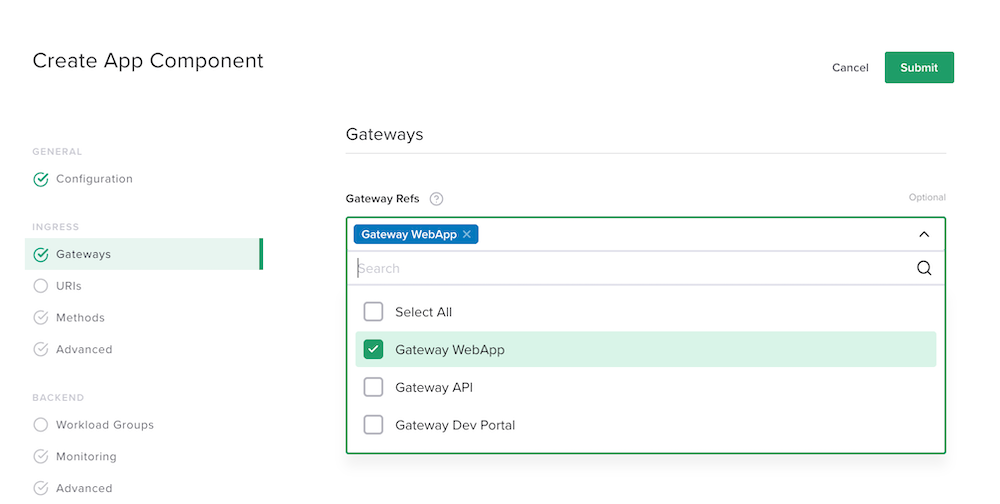 Create App Component
Cancel
Submit
GENERAL
Configuration
INGRESS
Gateways
URIs
Methods
Advanced
BACKEND
Workload Groups
Monitoring
Advanced
Gateways
Gateway Refs ?
Optional
Gateway WebApp ×
Search
Select All
Gateway WebApp
Gateway API
Gateway Dev Portal